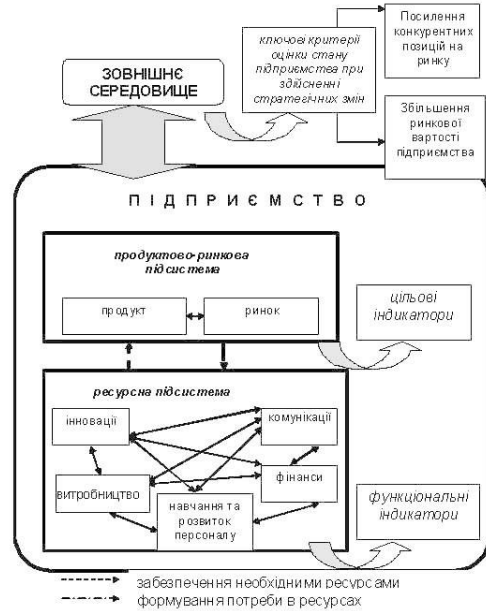 Посилення
конкурентних
позицій на
ринку
ключові критерії
оцінки стану
підприємства при
здійсненні
стратегічних змін
ЗОВНІШНЄ
СЕРЕДОВИЩЕ
Збільшення
ринкової
вартості
підприємства
ПІДПРИЄМСТВО
продуктово-ринкова
підсистема
продукт
ринок
цільові
індикатори
ресурсна підсистема
інновації
комунікації
витробництво
фінанси
навчання та
розвиток
персоналу
функціональні
індикатори
забезпечення необхідними ресурсами
формування потреби в ресурсах